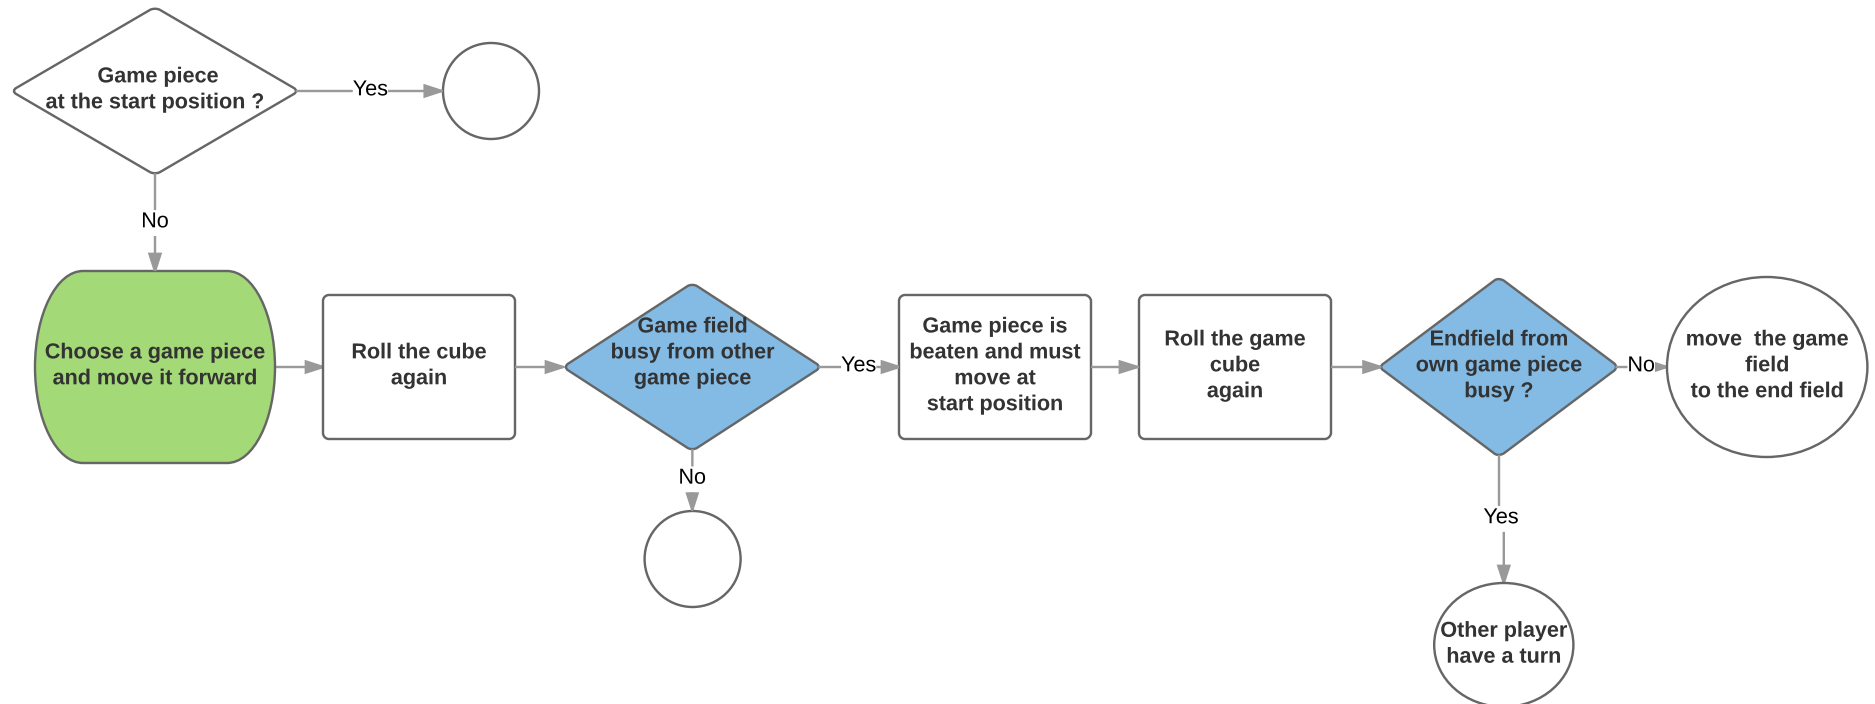 Game piece
at the start position ?
Yes
No
Choose a game piece
and move it forward
Roll the cube
again
Game field
busy from other
game piece
Yes
No
Game piece is
beaten and must
move at
start position
Roll the game
cube
again
Endfield from
own game piece
busy ?
No
move  the game
field
to the end field
Yes
Other player
have a turn